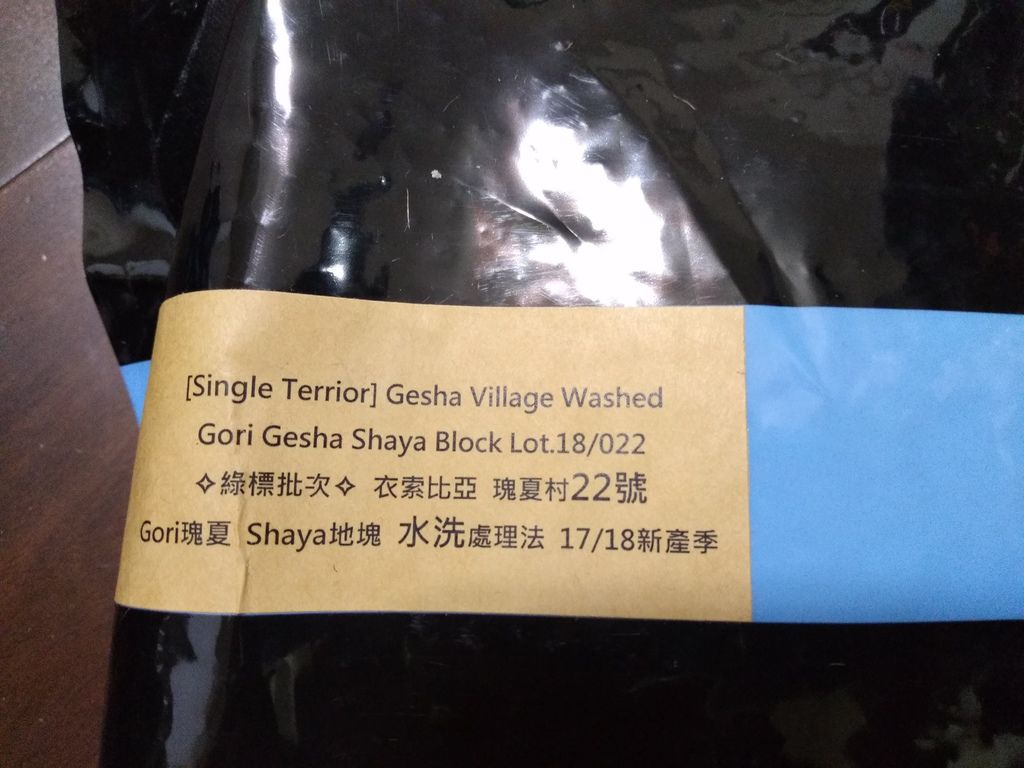 [Single Terrior] Gesha Village Washed
Gori Gesha Shaya Block Lot.18/022
✧綠標批次✧ 衣索比亞 瑰夏村22號
Gori瑰夏 Shaya地塊 水洗處理法 17/18新產季